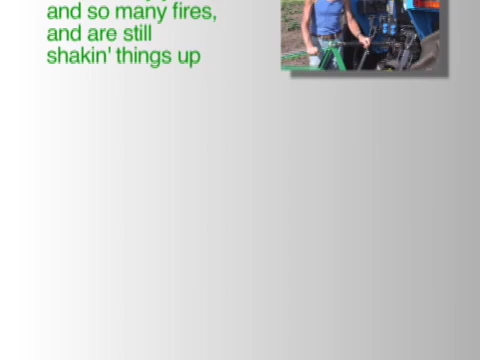 and so many fires,
and are still
shakin' things up